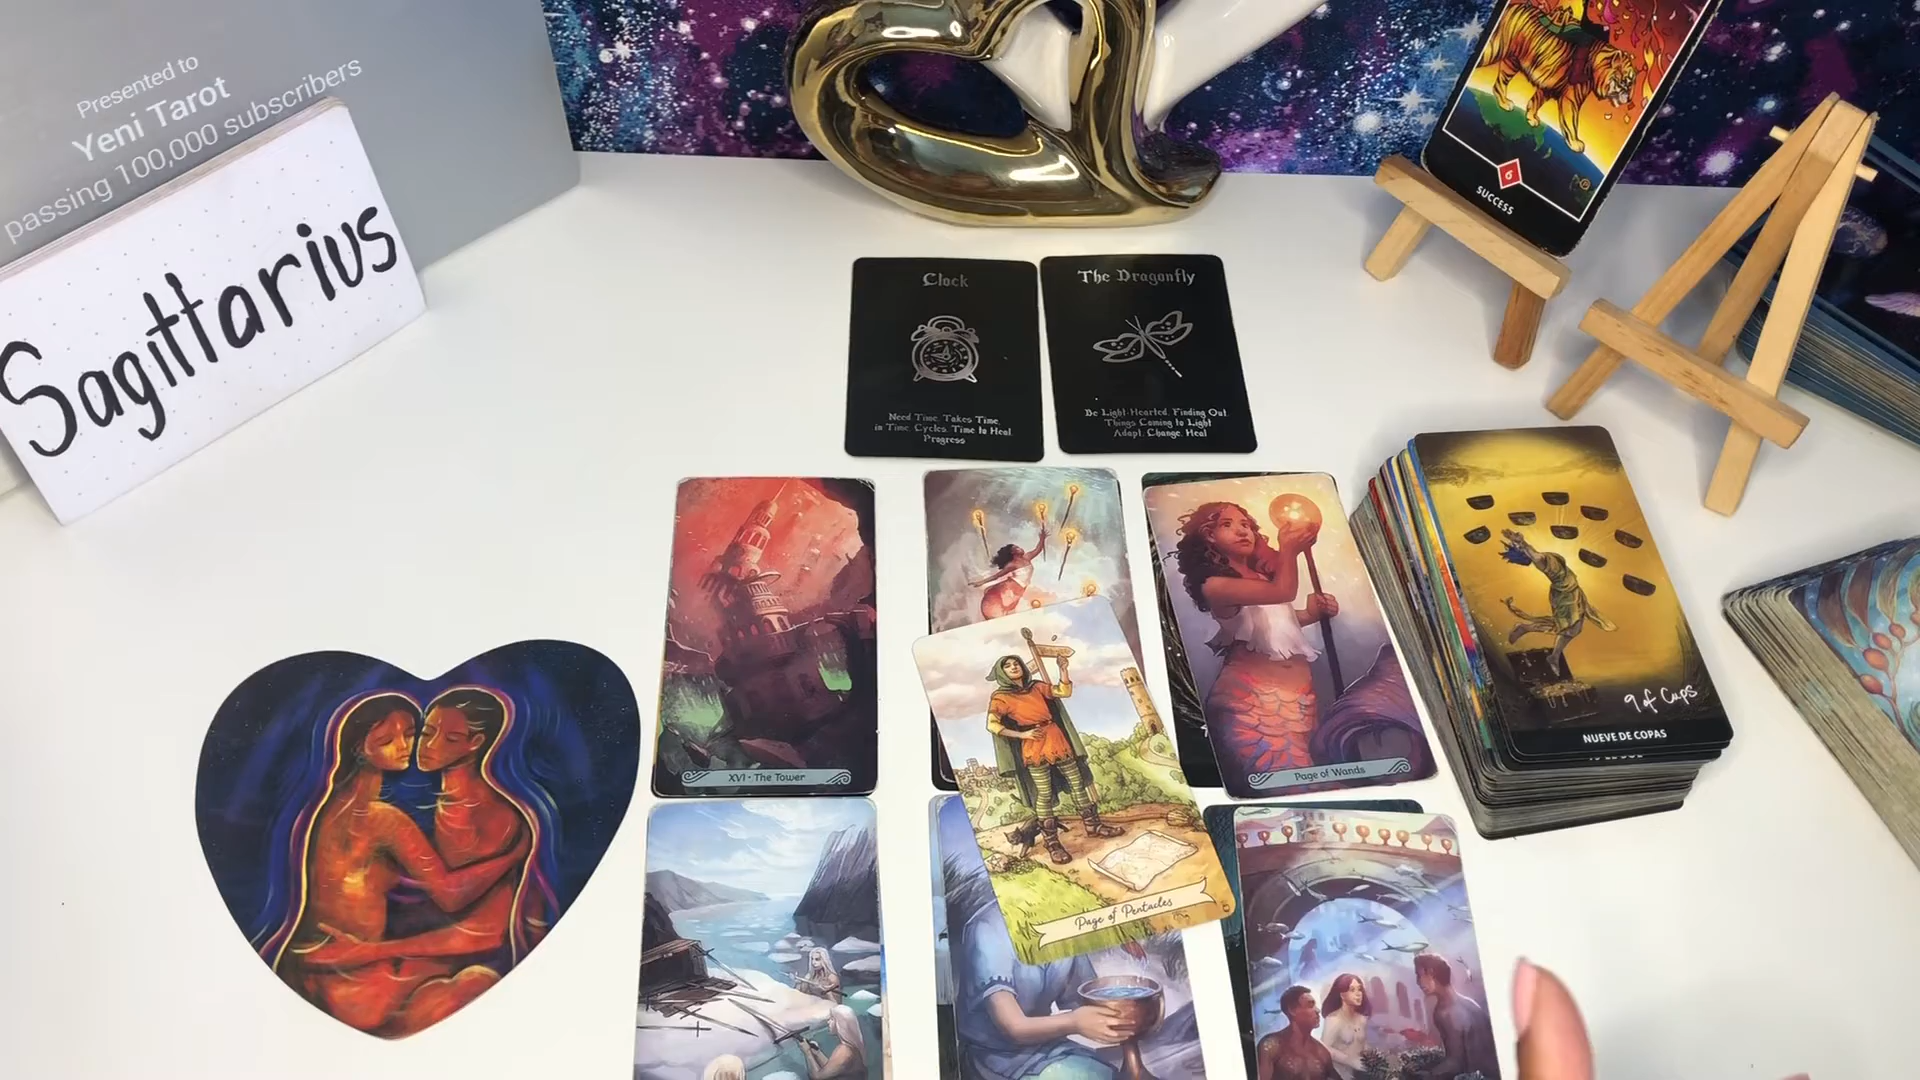 Presented to
Yeni Tarot
passing 100,000 subscribers
Sagittarius
SUCCESS
6
Clock
Need Time. Takes Time
in Time. Cycles. Time to Heal.
Progress
The Dragonfly
Be Light-Hearted. Finding Out.
Things Coming to Light
Adapt. Change. Heal
XVI • The Tower
Page of Wands
Page of Pentacles
9 of Cups
NUEVE DE COPAS